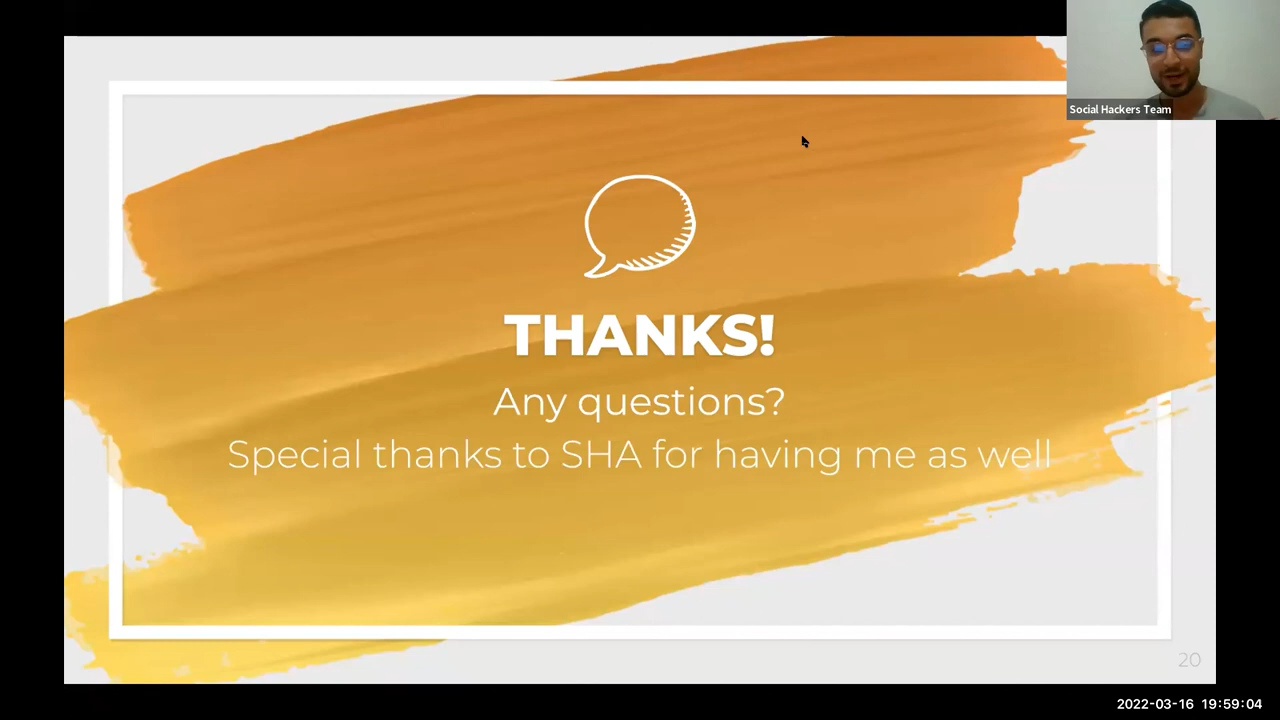 Social Hackers Team
THANKS!
Any questions?
Special thanks to SHA for having me as well
20
2022-03-16 19:59:04